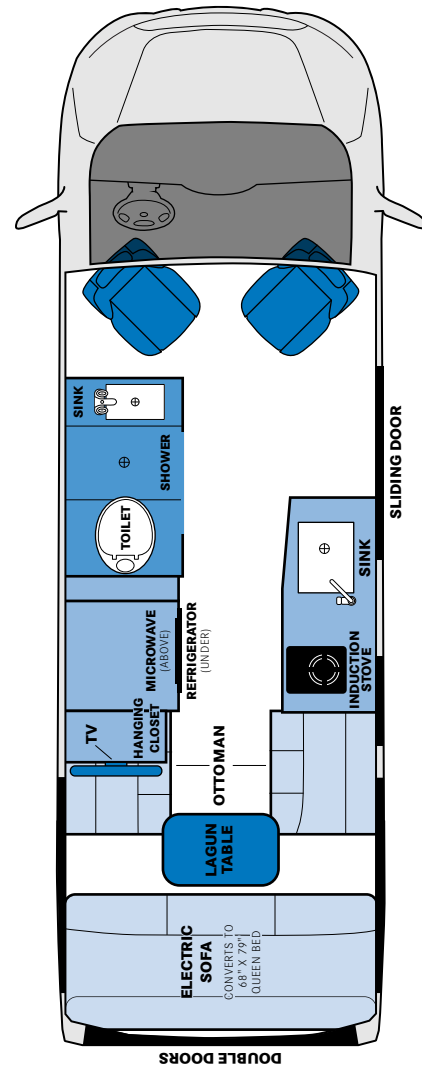 SINK
SHOWER
TOILET
SLIDING DOOR
SINK
MICROWAVE
(ABOVE)
REFRIGERATOR
(UNDER)
INDUCTION
STOVE
TV
HANGING
CLOSET
OTTOMAN
LAGUN
TABLE
ELECTRIC
SOFA
CONVERTS TO
68" X 79"
QUEEN BED
DOUBLE DOORS